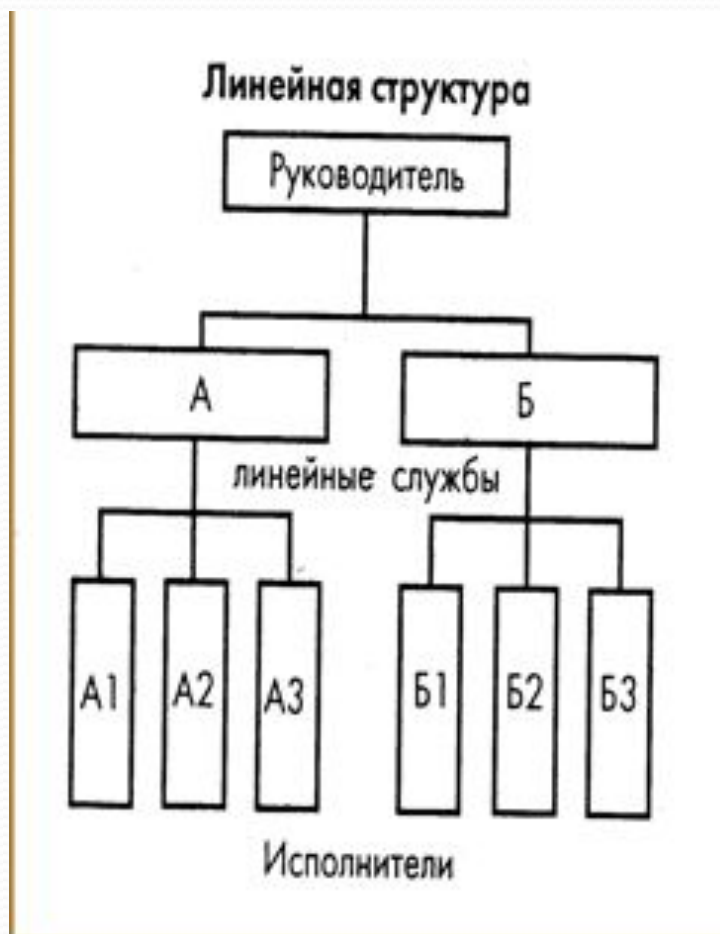 Линейная структура
Руководитель
А Б
линейные службы
А1 А2 А3 Б1 Б2 Б3
Исполнители